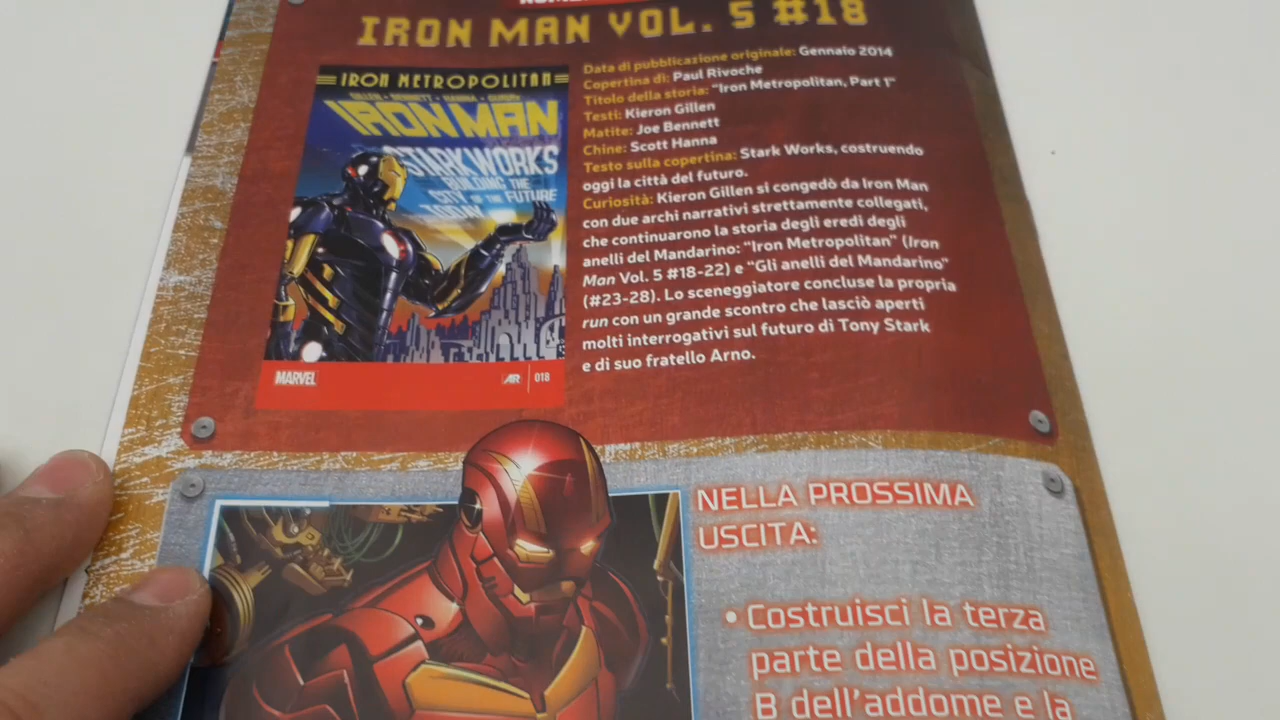 IRON MAN VOL. 5 #18
IRON METROPOLITAN
IRON MAN
STARK WORKS
BUILDING THE
CITY OF THE FUTURE
TODAY
MARVEL
AR
018
Data di pubblicazione originale: Gennaio 2014
Copertina di: Paul Rivoche
Titolo della storia: "Iron Metropolitan, Part 1"
Testi: Kieron Gillen
Matite: Joe Bennett
Chine: Scott Hanna
Testo sulla copertina: Stark Works, costruendo
oggi la città del futuro.
Curiosità: Kieron Gillen si congedò da Iron Man
con due archi narrativi strettamente collegati,
che continuarono la storia degli eredi degli
anelli del Mandarino: "Iron Metropolitan" (Iron
Man Vol. 5 #18-22) e "Gli anelli del Mandarino"
(#23-28). Lo sceneggiatore concluse la propria
run con un grande scontro che lasciò aperti
molti interrogativi sul futuro di Tony Stark
e di suo fratello Arno.
NELLA PROSSIMA
USCITA:
• Costruisci la terza
parte della posizione
B dell'addome e la